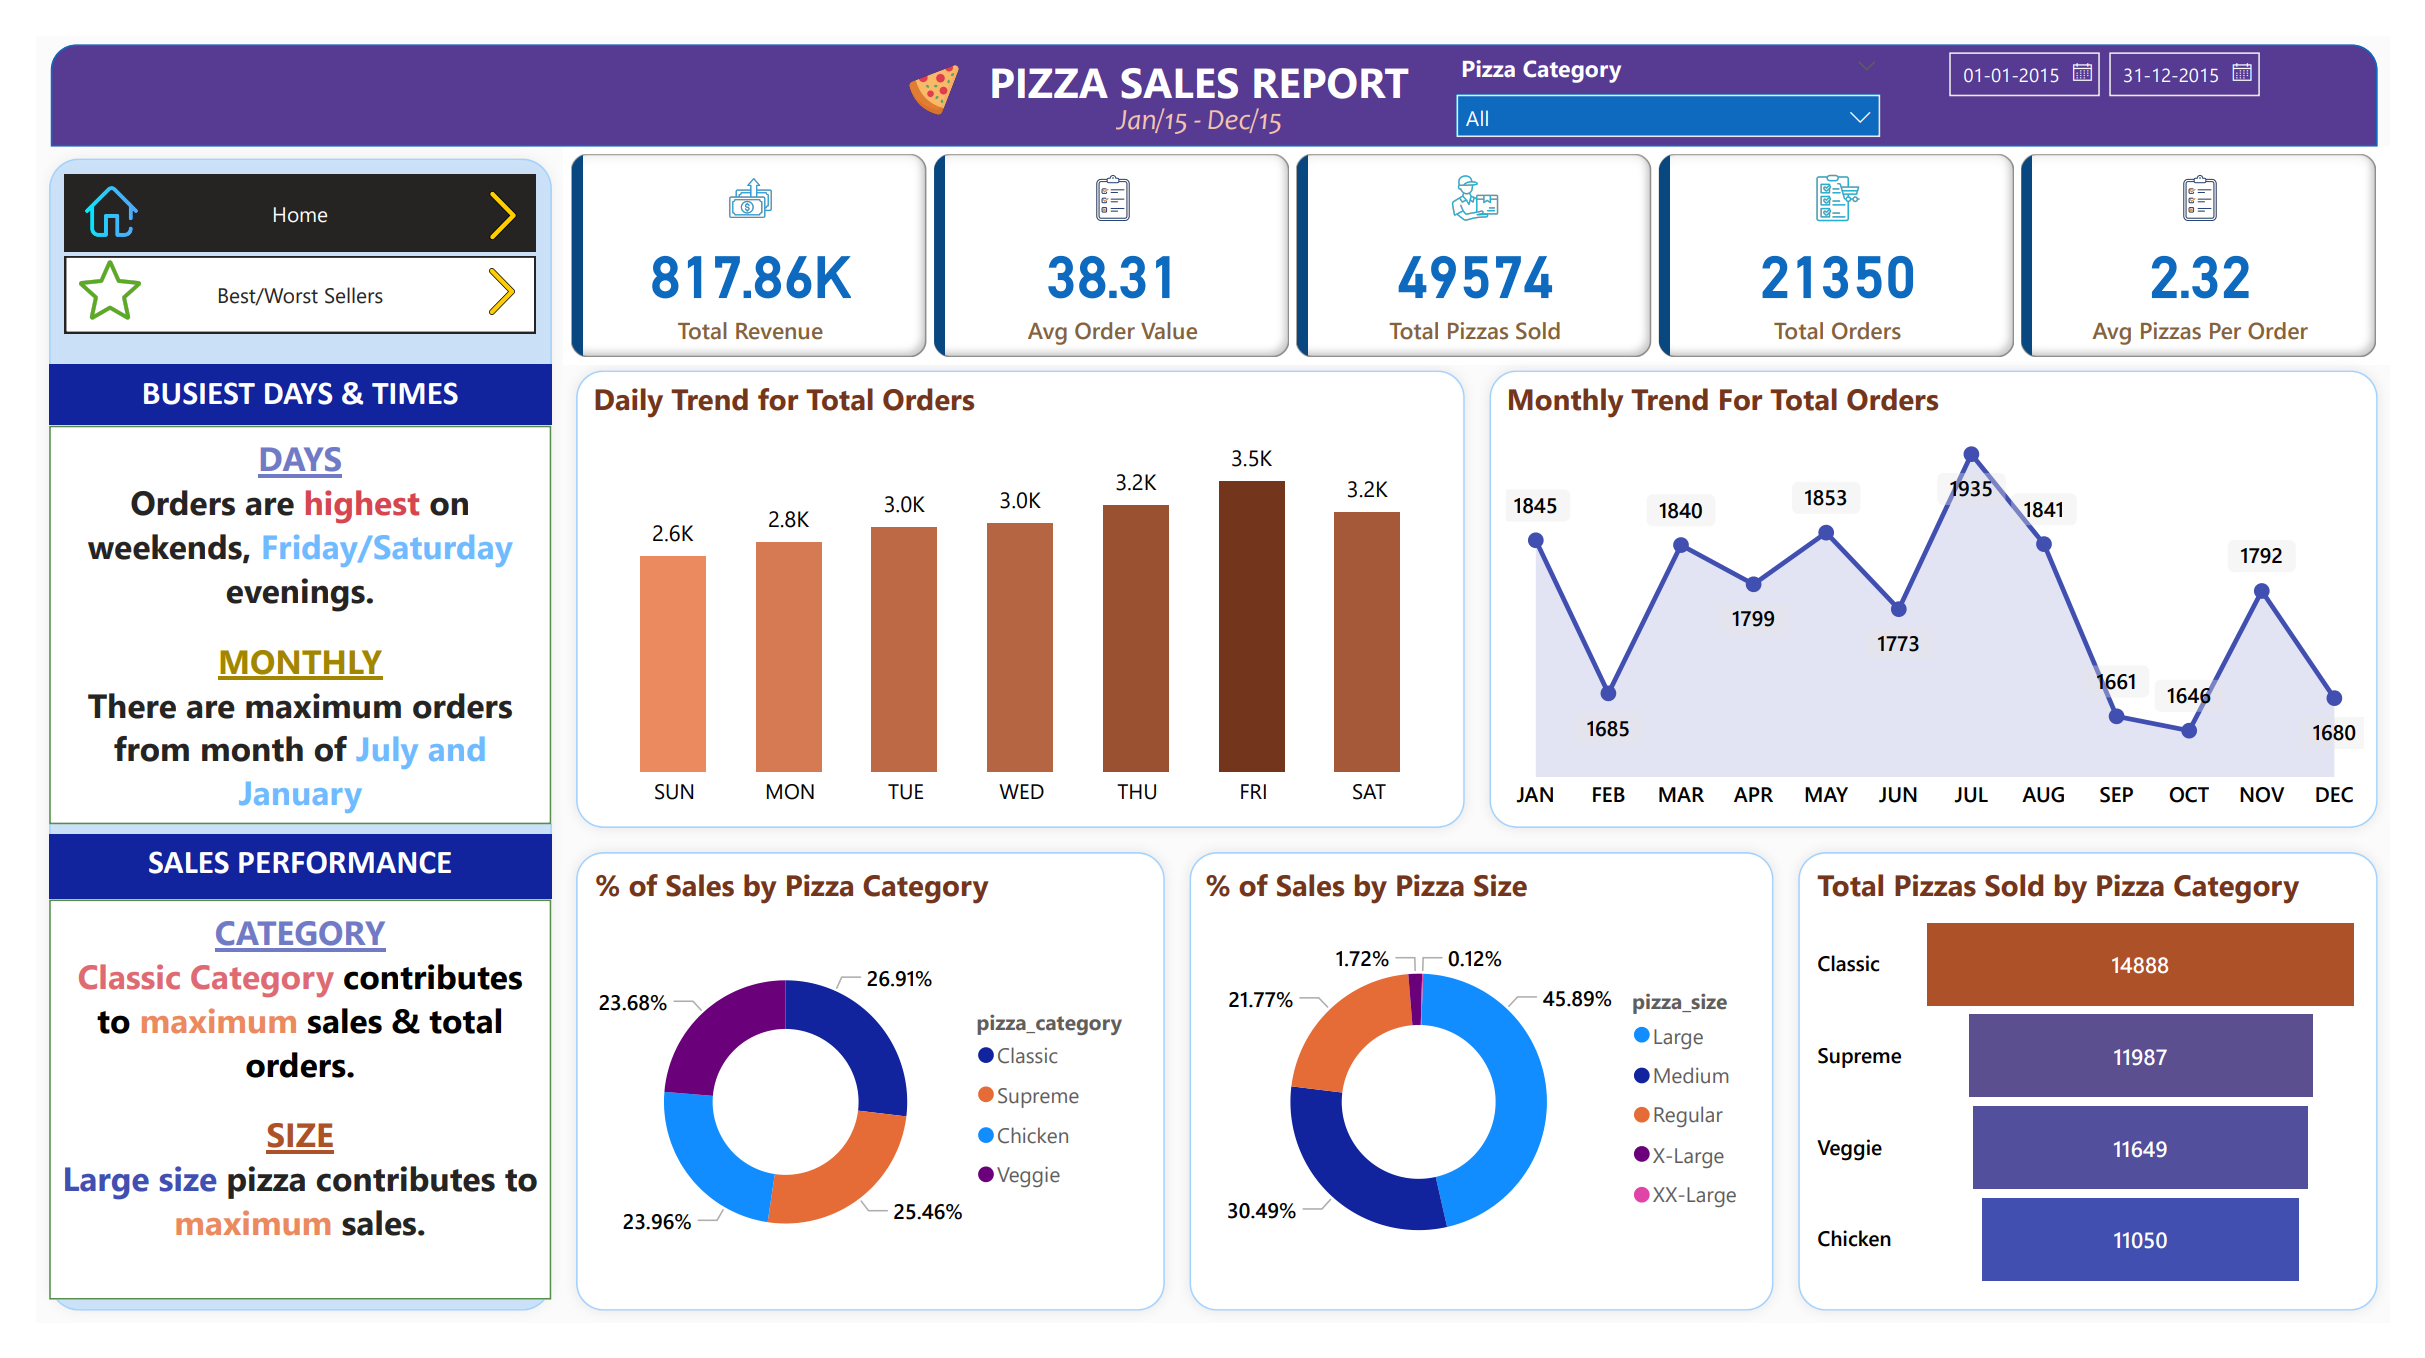 PIZZA SALES REPORT
Jan/15 - Dec/15
Pizza Category
All
01-01-2015
31-12-2015
Home
Best/Worst Sellers
817.86K
Total Revenue
38.31
Avg Order Value
49574
Total Pizzas Sold
21350
Total Orders
2.32
Avg Pizzas Per Order
BUSIEST DAYS & TIMES
DAYS
Orders are highest on
weekends, Friday/Saturday
evenings.
MONTHLY
There are maximum orders
from month of July and
January
SALES PERFORMANCE
CATEGORY
Classic Category contributes
to maximum sales & total
orders.
SIZE
Large size pizza contributes to
maximum sales.
Daily Trend for Total Orders
2.6K
2.8K
3.0K
3.0K
3.2K
3.5K
3.2K
SUN MON TUE WED THU FRI SAT
Monthly Trend For Total Orders
1845
1685
1840
1799
1853
1773
1935
1841
1661
1646
1792
1680
JAN FEB MAR APR MAY JUN JUL AUG SEP OCT NOV DEC
% of Sales by Pizza Category
26.91%
23.68%
23.96%
25.46%
pizza_category
Classic
Supreme
Chicken
Veggie
% of Sales by Pizza Size
1.72%
0.12%
21.77%
45.89%
30.49%
pizza_size
Large
Medium
Regular
X-Large
XX-Large
Total Pizzas Sold by Pizza Category
Classic 14888
Supreme 11987
Veggie 11649
Chicken 11050